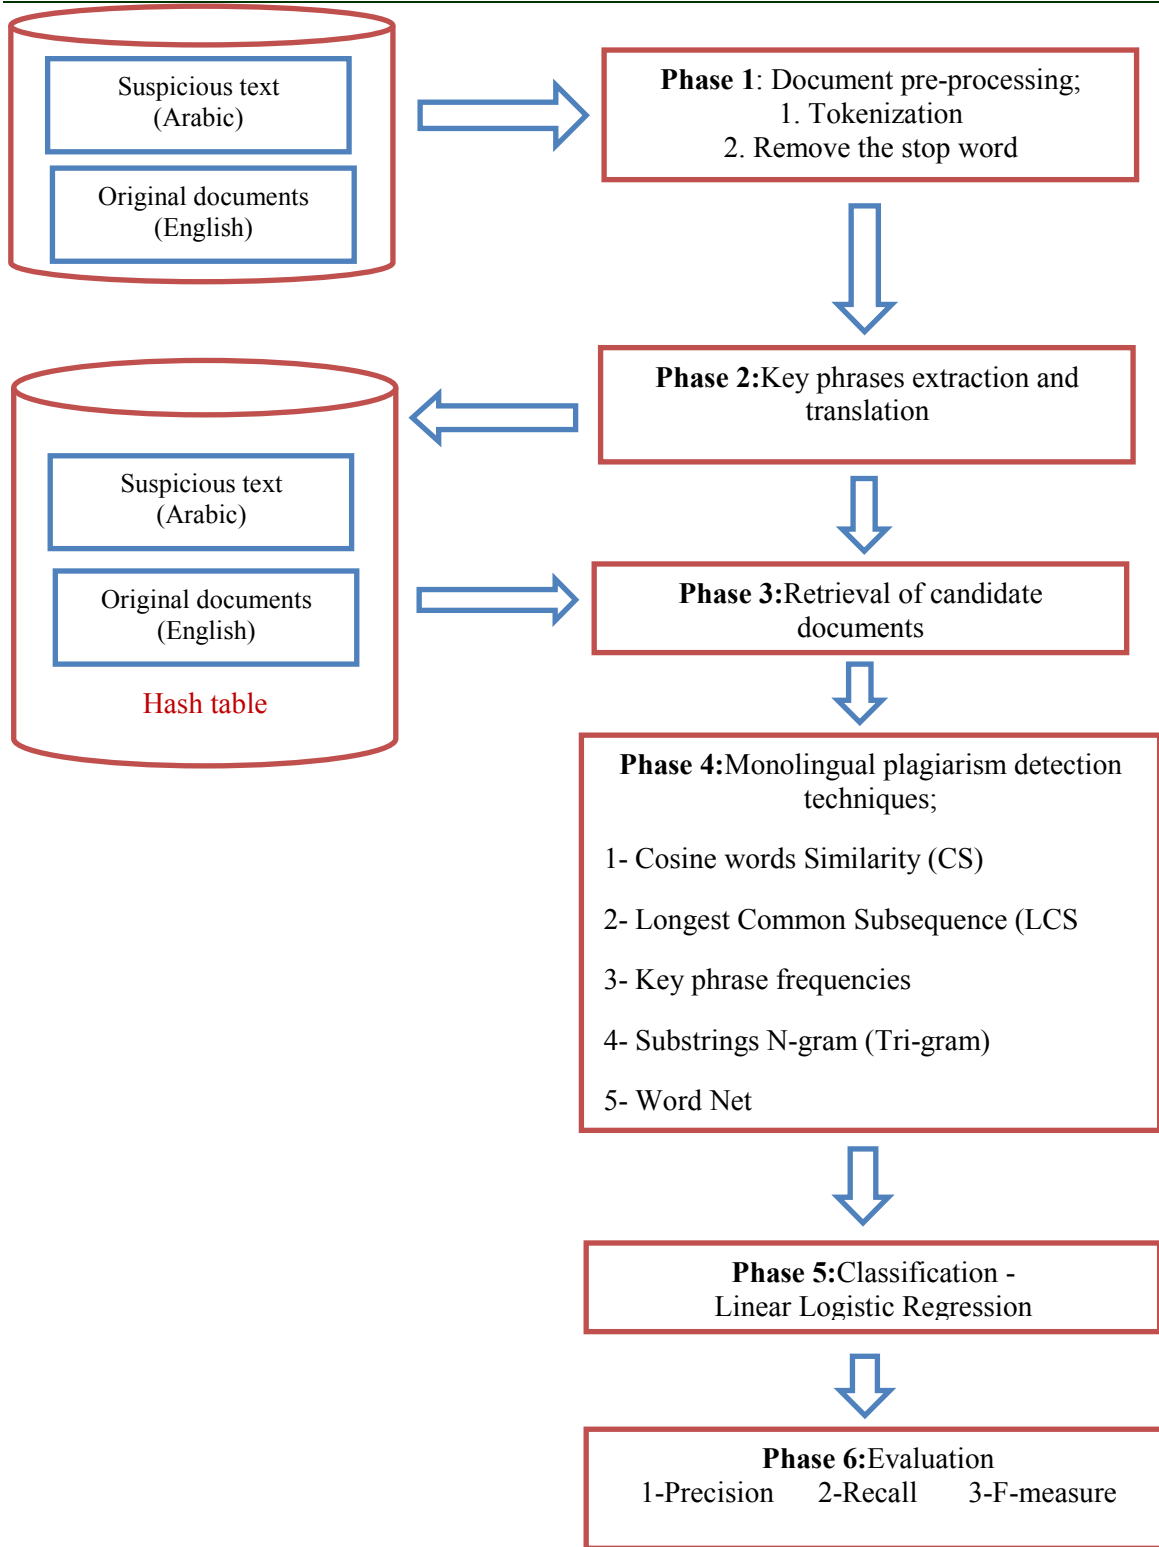 Suspicious text
(Arabic)
Original documents
(English)
Phase 1: Document pre-processing;
1. Tokenization
2. Remove the stop word
Phase 2:Key phrases extraction and
translation
Suspicious text
(Arabic)
Original documents
(English)
Hash table
Phase 3:Retrieval of candidate
documents
Phase 4:Monolingual plagiarism detection
techniques;
1- Cosine words Similarity (CS)
2- Longest Common Subsequence (LCS
3- Key phrase frequencies
4- Substrings N-gram (Tri-gram)
5- Word Net
Phase 5:Classification -
Linear Logistic Regression
Phase 6:Evaluation
1-Precision 2-Recall 3-F-measure